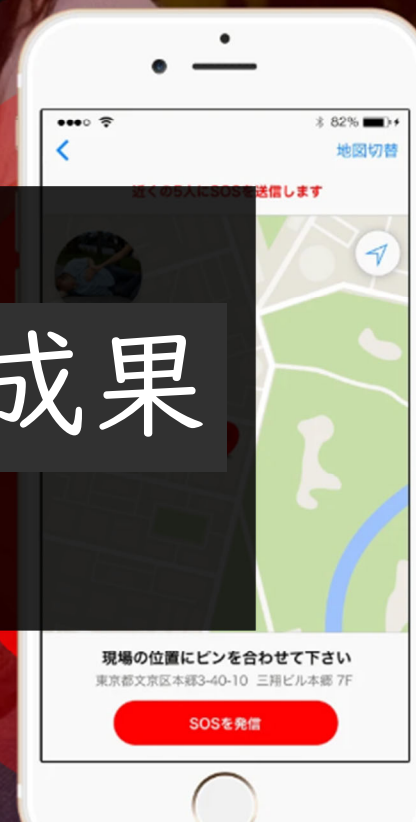 82%
地図切替
近くの5人にSOSを送信します
成果
現場の位置にピンを合わせて下さい
東京都文京区本郷3-40-10 三翔ビル本郷 7F
SOSを発信